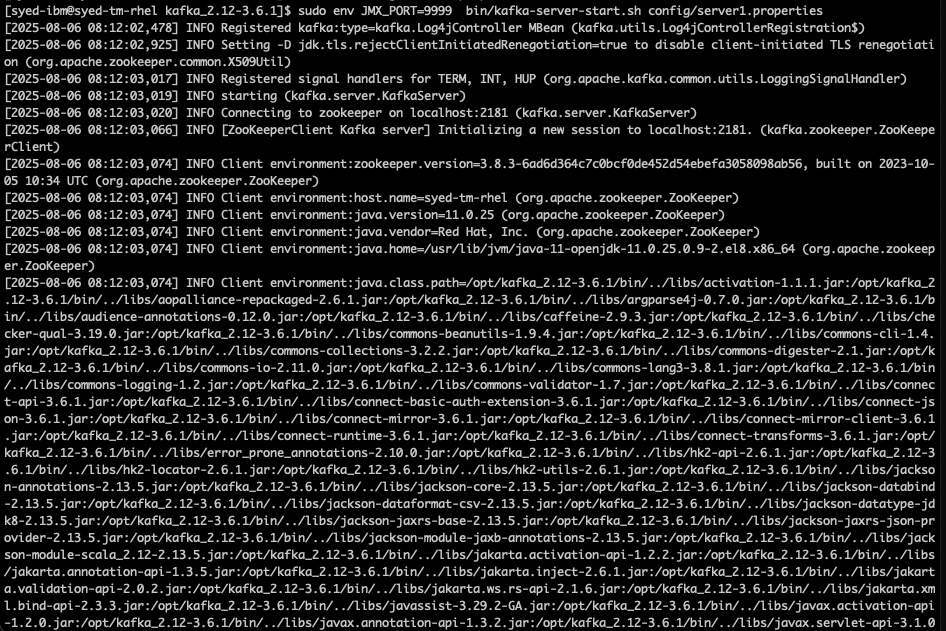 [syed-ibm@syed-tm-rhel kafka_2.12-3.6.1]$ sudo env JMX_PORT=9999  bin/kafka-server-start.sh config/server1.properties
[2025-08-06 08:12:02,478] INFO Registered kafka:type=kafka.Log4jController MBean (kafka.utils.Log4jControllerRegistration$)
[2025-08-06 08:12:02,925] INFO Setting -D jdk.tls.rejectClientInitiatedRenegotiation=true to disable client-initiated TLS renegotiati
on (org.apache.zookeeper.common.X509Util)
[2025-08-06 08:12:03,017] INFO Registered signal handlers for TERM, INT, HUP (org.apache.kafka.common.utils.LoggingSignalHandler)
[2025-08-06 08:12:03,019] INFO starting (kafka.server.KafkaServer)
[2025-08-06 08:12:03,020] INFO Connecting to zookeeper on localhost:2181 (kafka.server.KafkaServer)
[2025-08-06 08:12:03,066] INFO [ZooKeeperClient Kafka server] Initializing a new session to localhost:2181. (kafka.zookeeper.ZooKeepe
rClient)
[2025-08-06 08:12:03,074] INFO Client environment:zookeeper.version=3.8.3-6ad6d364c7c0bcf0de452d54ebefa3058098ab56, built on 2023-10-
05 10:34 UTC (org.apache.zookeeper.ZooKeeper)
[2025-08-06 08:12:03,074] INFO Client environment:host.name=syed-tm-rhel (org.apache.zookeeper.ZooKeeper)
[2025-08-06 08:12:03,074] INFO Client environment:java.version=11.0.25 (org.apache.zookeeper.ZooKeeper)
[2025-08-06 08:12:03,074] INFO Client environment:java.vendor=Red Hat, Inc. (org.apache.zookeeper.ZooKeeper)
[2025-08-06 08:12:03,074] INFO Client environment:java.home=/usr/lib/jvm/java-11-openjdk-11.0.25.0.9-2.el8.x86_64 (org.apache.zookeep
er.ZooKeeper)
[2025-08-06 08:12:03,074] INFO Client environment:java.class.path=/opt/kafka_2.12-3.6.1/bin/../libs/activation-1.1.1.jar:/opt/kafka_2
.12-3.6.1/bin/../libs/aopalliance-repackaged-2.6.1.jar:/opt/kafka_2.12-3.6.1/bin/../libs/argparse4j-0.7.0.jar:/opt/kafka_2.12-3.6.1/b
in/../libs/audience-annotations-0.12.0.jar:/opt/kafka_2.12-3.6.1/bin/../libs/caffeine-2.9.3.jar:/opt/kafka_2.12-3.6.1/bin/../libs/che
cker-qual-3.19.0.jar:/opt/kafka_2.12-3.6.1/bin/../libs/commons-beanutils-1.9.4.jar:/opt/kafka_2.12-3.6.1/bin/../libs/commons-cli-1.4.
jar:/opt/kafka_2.12-3.6.1/bin/../libs/commons-collections-3.2.2.jar:/opt/kafka_2.12-3.6.1/bin/../libs/commons-digester-2.1.jar:/opt/k
afka_2.12-3.6.1/bin/../libs/commons-io-2.11.0.jar:/opt/kafka_2.12-3.6.1/bin/../libs/commons-lang3-3.8.1.jar:/opt/kafka_2.12-3.6.1/bin
/../libs/commons-logging-1.2.jar:/opt/kafka_2.12-3.6.1/bin/../libs/commons-validator-1.7.jar:/opt/kafka_2.12-3.6.1/bin/../libs/connec
t-api-3.6.1.jar:/opt/kafka_2.12-3.6.1/bin/../libs/connect-basic-auth-extension-3.6.1.jar:/opt/kafka_2.12-3.6.1/bin/../libs/connect-js
on-3.6.1.jar:/opt/kafka_2.12-3.6.1/bin/../libs/connect-mirror-3.6.1.jar:/opt/kafka_2.12-3.6.1/bin/../libs/connect-mirror-client-3.6.1
.jar:/opt/kafka_2.12-3.6.1/bin/../libs/connect-runtime-3.6.1.jar:/opt/kafka_2.12-3.6.1/bin/../libs/connect-transforms-3.6.1.jar:/opt/
kafka_2.12-3.6.1/bin/../libs/error_prone_annotations-2.10.0.jar:/opt/kafka_2.12-3.6.1/bin/../libs/hk2-api-2.6.1.jar:/opt/kafka_2.12-3
.6.1/bin/../libs/hk2-locator-2.6.1.jar:/opt/kafka_2.12-3.6.1/bin/../libs/hk2-utils-2.6.1.jar:/opt/kafka_2.12-3.6.1/bin/../libs/jackso
n-annotations-2.13.5.jar:/opt/kafka_2.12-3.6.1/bin/../libs/jackson-core-2.13.5.jar:/opt/kafka_2.12-3.6.1/bin/../libs/jackson-databind
-2.13.5.jar:/opt/kafka_2.12-3.6.1/bin/../libs/jackson-dataformat-csv-2.13.5.jar:/opt/kafka_2.12-3.6.1/bin/../libs/jackson-datatype-jd
k8-2.13.5.jar:/opt/kafka_2.12-3.6.1/bin/../libs/jackson-jaxrs-base-2.13.5.jar:/opt/kafka_2.12-3.6.1/bin/../libs/jackson-jaxrs-json-pr
ovider-2.13.5.jar:/opt/kafka_2.12-3.6.1/bin/../libs/jackson-module-jaxb-annotations-2.13.5.jar:/opt/kafka_2.12-3.6.1/bin/../libs/jack
son-module-scala_2.12-2.13.5.jar:/opt/kafka_2.12-3.6.1/bin/../libs/jakarta.activation-api-1.2.2.jar:/opt/kafka_2.12-3.6.1/bin/../libs
/jakarta.annotation-api-1.3.5.jar:/opt/kafka_2.12-3.6.1/bin/../libs/jakarta.inject-2.6.1.jar:/opt/kafka_2.12-3.6.1/bin/../libs/jakart
a.validation-api-2.0.2.jar:/opt/kafka_2.12-3.6.1/bin/../libs/jakarta.ws.rs-api-2.1.6.jar:/opt/kafka_2.12-3.6.1/bin/../libs/jakarta.xm
l.bind-api-2.3.3.jar:/opt/kafka_2.12-3.6.1/bin/../libs/javassist-3.29.2-GA.jar:/opt/kafka_2.12-3.6.1/bin/../libs/javax.activation-api
-1.2.0.jar:/opt/kafka_2.12-3.6.1/bin/../libs/javax.annotation-api-1.3.2.jar:/opt/kafka_2.12-3.6.1/bin/../libs/javax.servlet-api-3.1.0